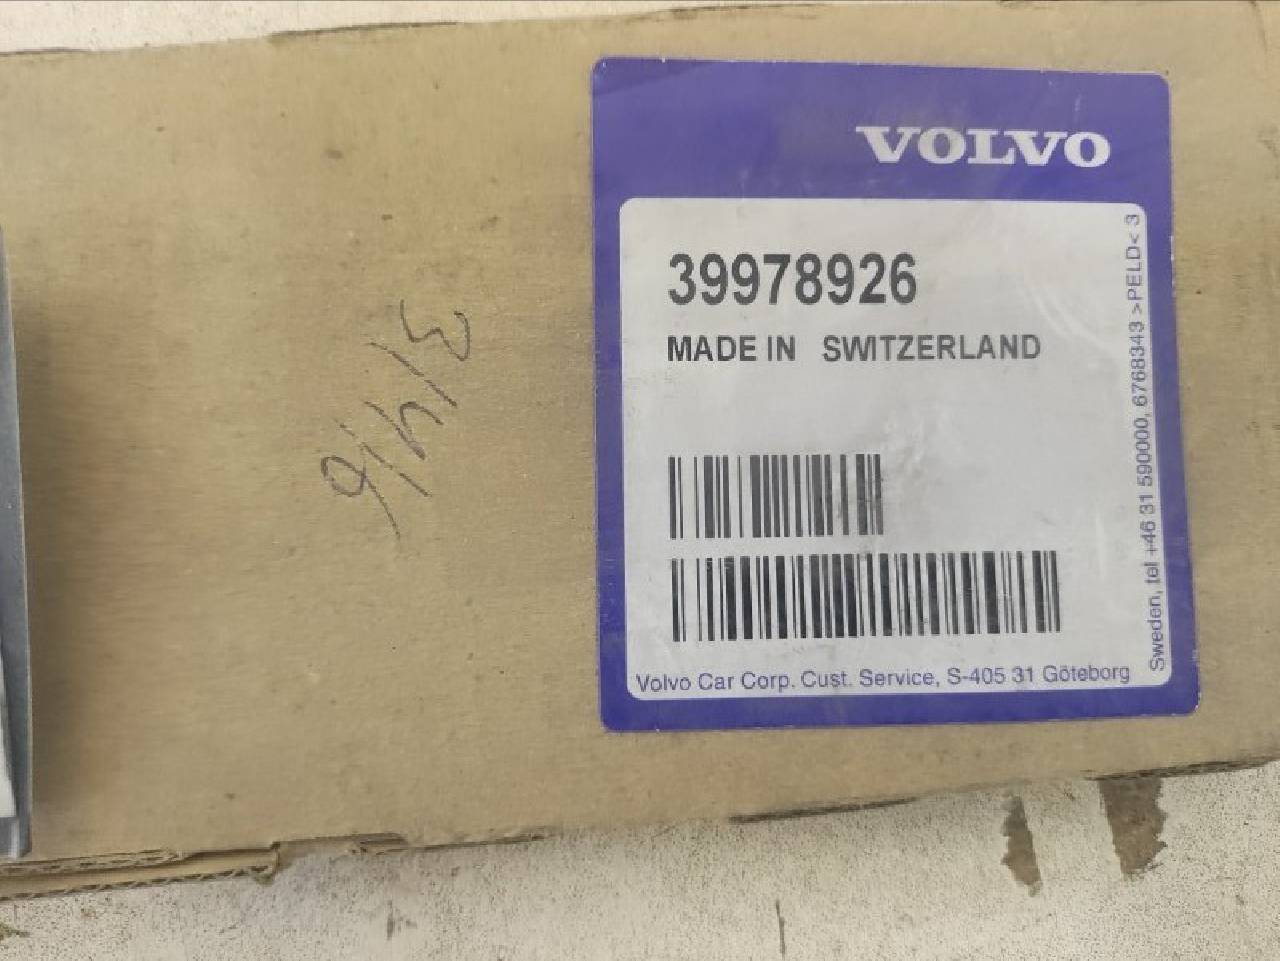 VOLVO
39978926
MADE IN SWITZERLAND
Volvo Car Corp. Cust. Service, S-405 31 Göteborg
Sweden, tel +46 31 590000, 6768343 >PELD< 3